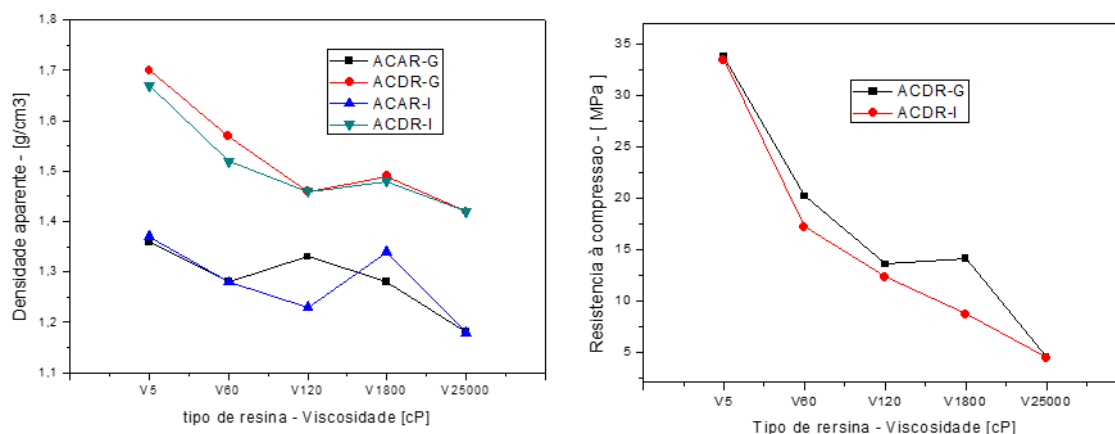 1,8
1,7
1,6
1,5
1,4
1,3
1,2
1,1
Densidade aparente - [g/cm3]
ACAR-G
ACDR-G
ACAR-I
ACDR-I
V5 V60 V120 V1800 V25000
tipo de resina - Viscosidade [cP]
35
30
25
20
15
10
5
Resistencia à compressao - [ MPa]
ACDR-G
ACDR-I
V5 V60 V120 V1800 V25000
Tipo de rersina - Viscosidade [cP]